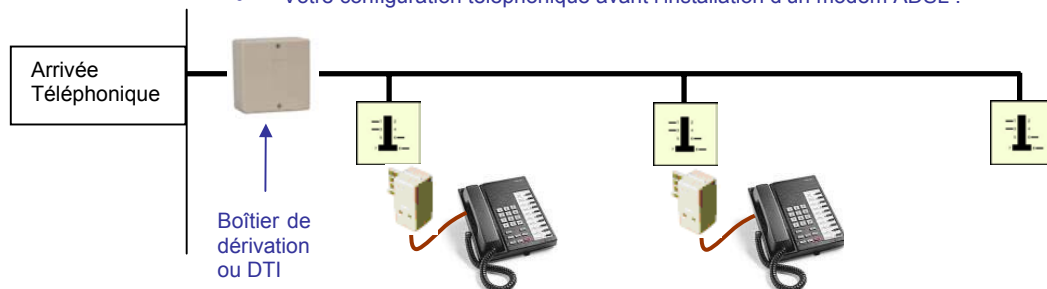 Votre configuration téléphonique avant l'installation d'un modem ADSL :
Arrivée
Téléphonique
Boîtier de
dérivation
ou DTI